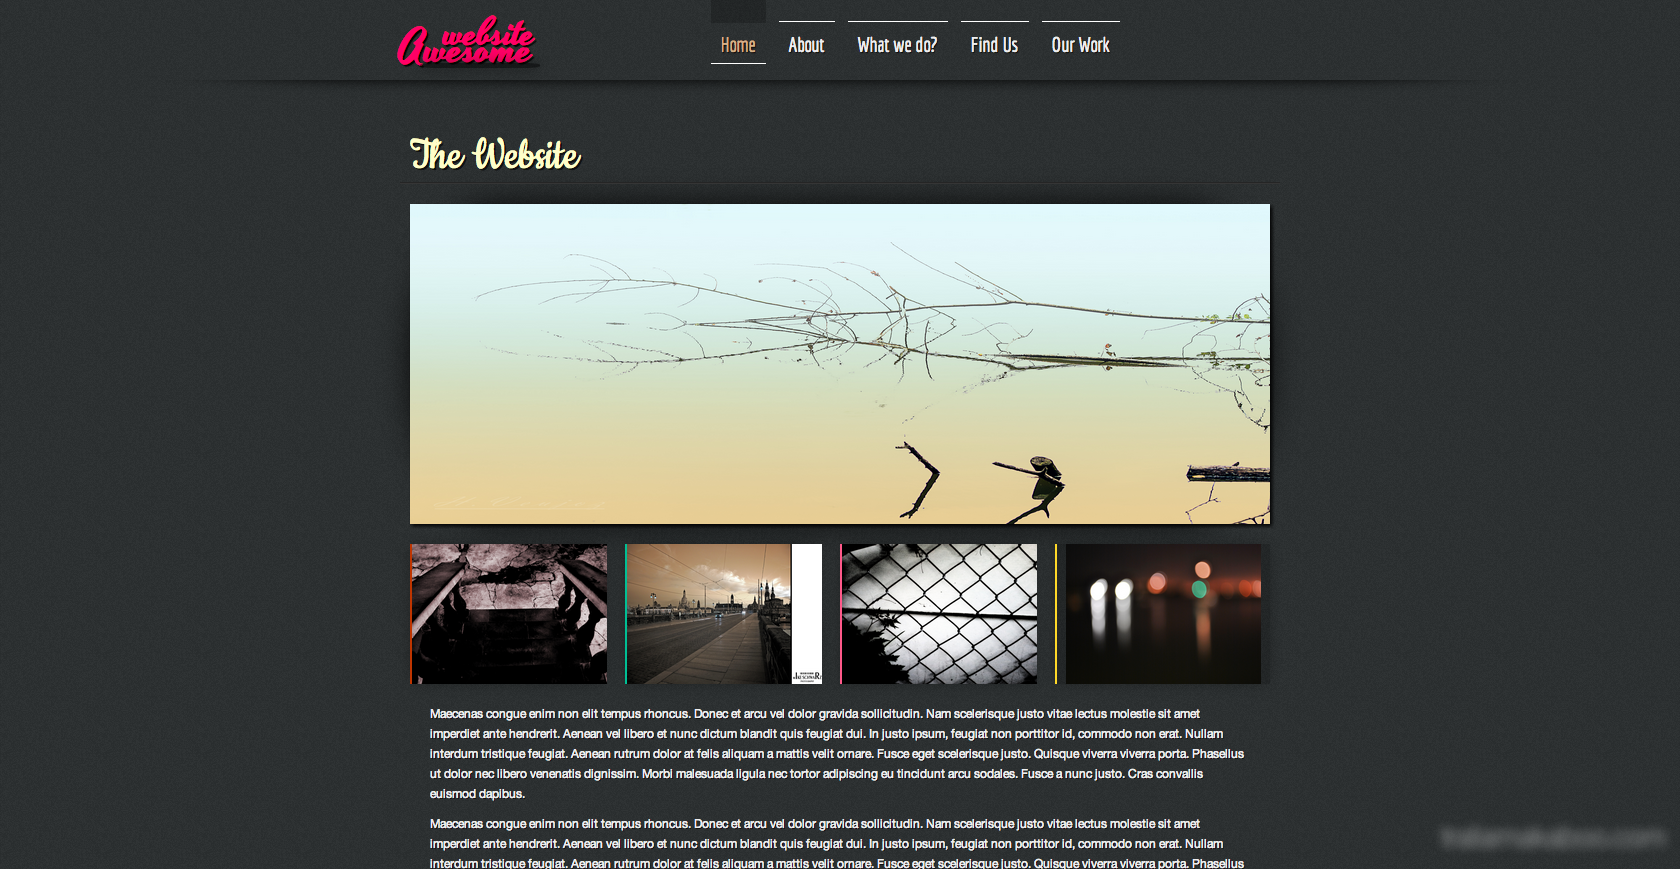 A website
Awesome
Home
About
What we do?
Find Us
Our Work
The Website
Maecenas congue enim non elit tempus rhoncus. Donec et arcu vel dolor gravida sollicitudin. Nam scelerisque justo vitae lectus molestie sit amet
imperdiet ante hendrerit. Aenean vel libero et nunc dictum blandit quis feugiat dui. In justo ipsum, feugiat non porttitor id, commodo non erat. Nullam
interdum tristique feugiat. Aenean rutrum dolor at felis aliquam a mattis velit ornare. Fusce eget scelerisque justo. Quisque viverra viverra porta. Phasellus
ut dolor nec libero venenatis dignissim. Morbi malesuada ligula nec tortor adipiscing eu tincidunt arcu sodales. Fusce a nunc justo. Cras convallis
euismod dapibus.
Maecenas congue enim non elit tempus rhoncus. Donec et arcu vel dolor gravida sollicitudin. Nam scelerisque justo vitae lectus molestie sit amet
imperdiet ante hendrerit. Aenean vel libero et nunc dictum blandit quis feugiat dui. In justo ipsum, feugiat non porttitor id, commodo non erat. Nullam
interdum tristique feugiat. Aenean rutrum dolor at felis aliquam a mattis velit ornare. Fusce eget scelerisque justo. Quisque viverra viverra porta. Phasellus